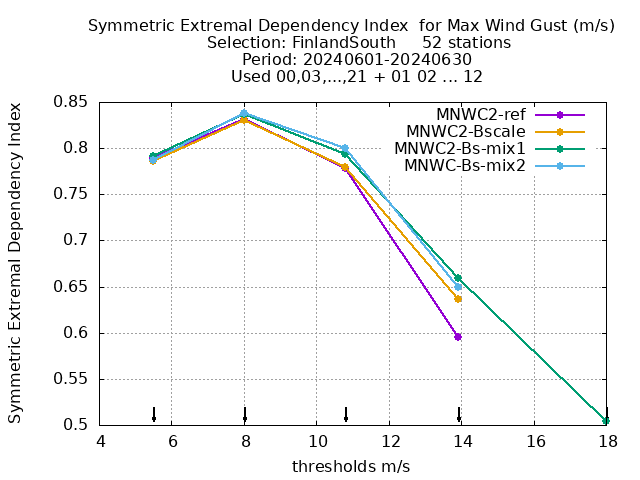 Symmetric Extremal Dependency Index  for Max Wind Gust (m/s)
Selection: FinlandSouth     52 stations
Period: 20240601-20240630
Used 00,03,...,21 + 01 02 ... 12
Symmetric Extremal Dependency Index
0.85
0.8
0.75
0.7
0.65
0.6
0.55
0.5
MNWC2-ref
MNWC2-Bscale
MNWC2-Bs-mix1
MNWC-Bs-mix2
4 6 8 10 12 14 16 18
thresholds m/s